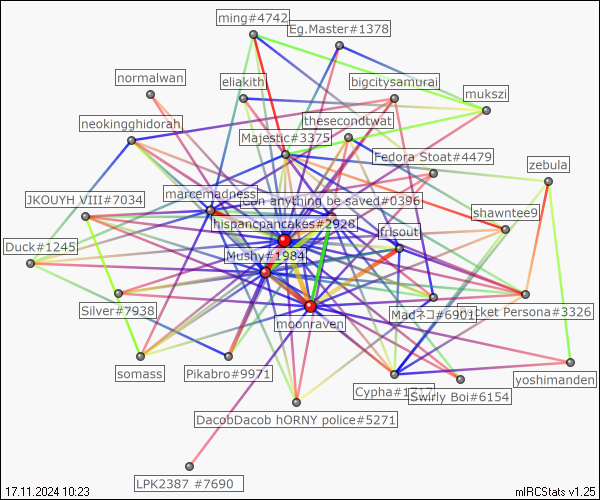 ming#4742
Eg.Master#1378
normalwan
eliakith
bigcitysamurai
mukszi
neokingghidorah
thesecondtwat
Majestic#3375
Fedora Stoat#4479
zebula
marcemadness
Can anything be saved#0396
JKOUYH VIII#7034
shawntee9
hispancpancakes#2928
frisout
Duck#1245
Mushy#1984
Silver#7938
moonraven
Madネコ#6901
cket Persona#3326
somass
Pikabro#9971
yoshimanden
Cypha#1717
Swirly Boi#6154
DacobDacob hORNY police#5271
LPK2387 #7690
17.11.2024 10:23
mIRCStats v1.25